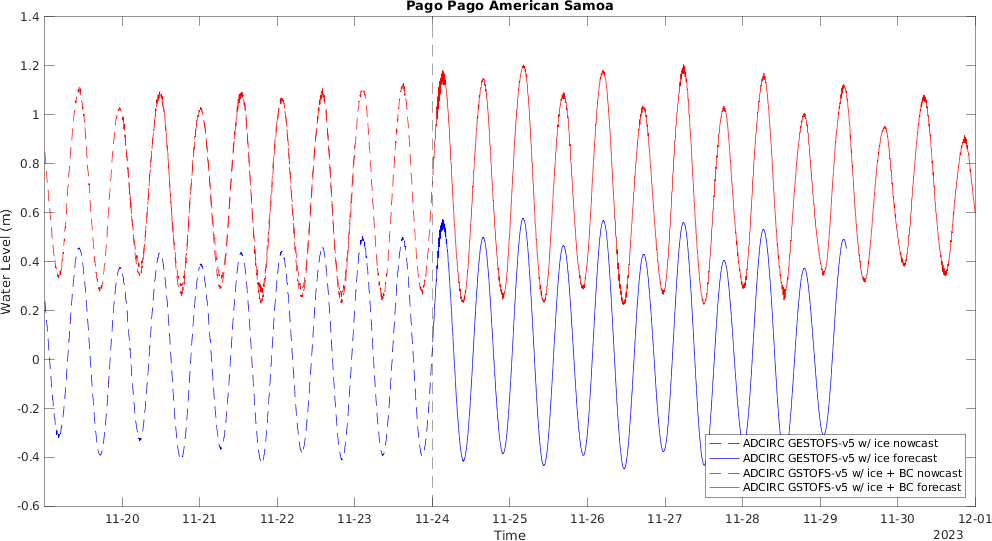 Pago Pago American Samoa
1.4
1.2
1
0.8
0.6
0.4
0.2
0
-0.2
-0.4
-0.6
Water Level (m)
ADCIRC GESTOFS-v5 w/ ice nowcast
ADCIRC GESTOFS-v5 w/ ice forecast
ADCIRC GSTOFS-v5 w/ ice + BC nowcast
ADCIRC GSTOFS-v5 w/ ice + BC forecast
11-20 11-21 11-22 11-23 11-24 11-25 11-26 11-27 11-28 11-29 11-30 12-01
Time
2023